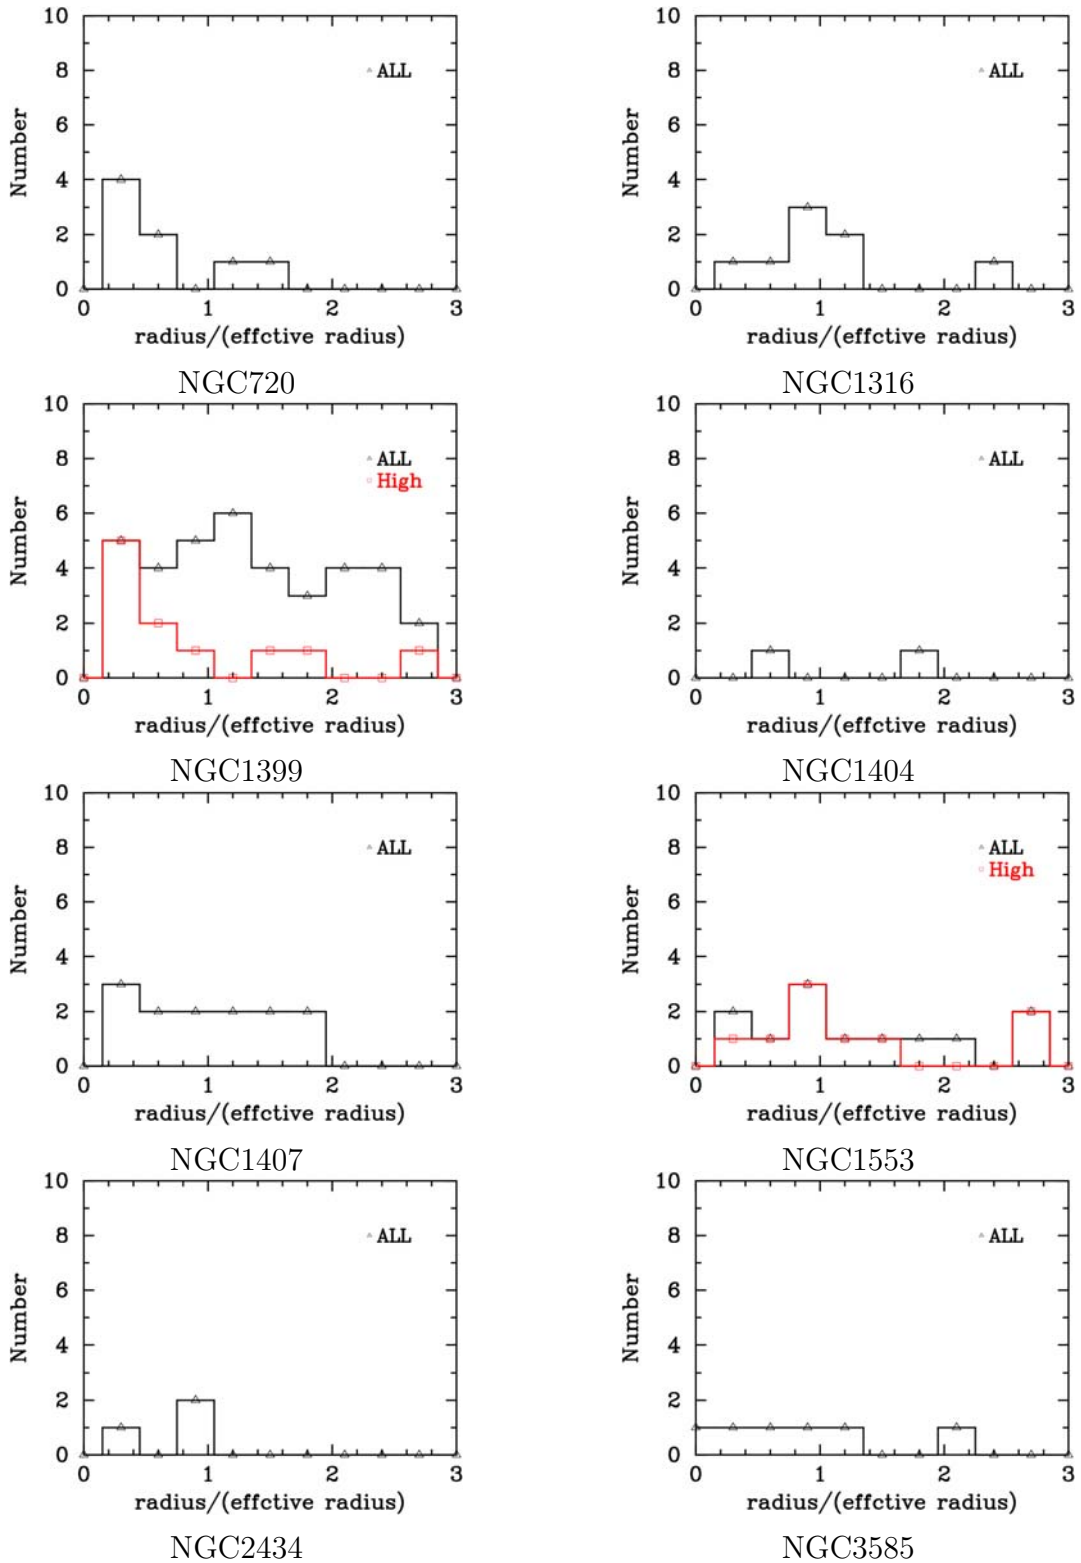 10
8
6
4
2
0
Number
ALL
0 1 2 3
radius/(effctive radius)
NGC720
10
8
6
4
2
0
Number
ALL
0 1 2 3
radius/(effctive radius)
NGC1316
10
8
6
4
2
0
Number
ALL
High
0 1 2 3
radius/(effctive radius)
NGC1399
10
8
6
4
2
0
Number
ALL
0 1 2 3
radius/(effctive radius)
NGC1404
10
8
6
4
2
0
Number
ALL
0 1 2 3
radius/(effctive radius)
NGC1407
10
8
6
4
2
0
Number
ALL
High
0 1 2 3
radius/(effctive radius)
NGC1553
10
8
6
4
2
0
Number
ALL
0 1 2 3
radius/(effctive radius)
NGC2434
10
8
6
4
2
0
Number
ALL
0 1 2 3
radius/(effctive radius)
NGC3585